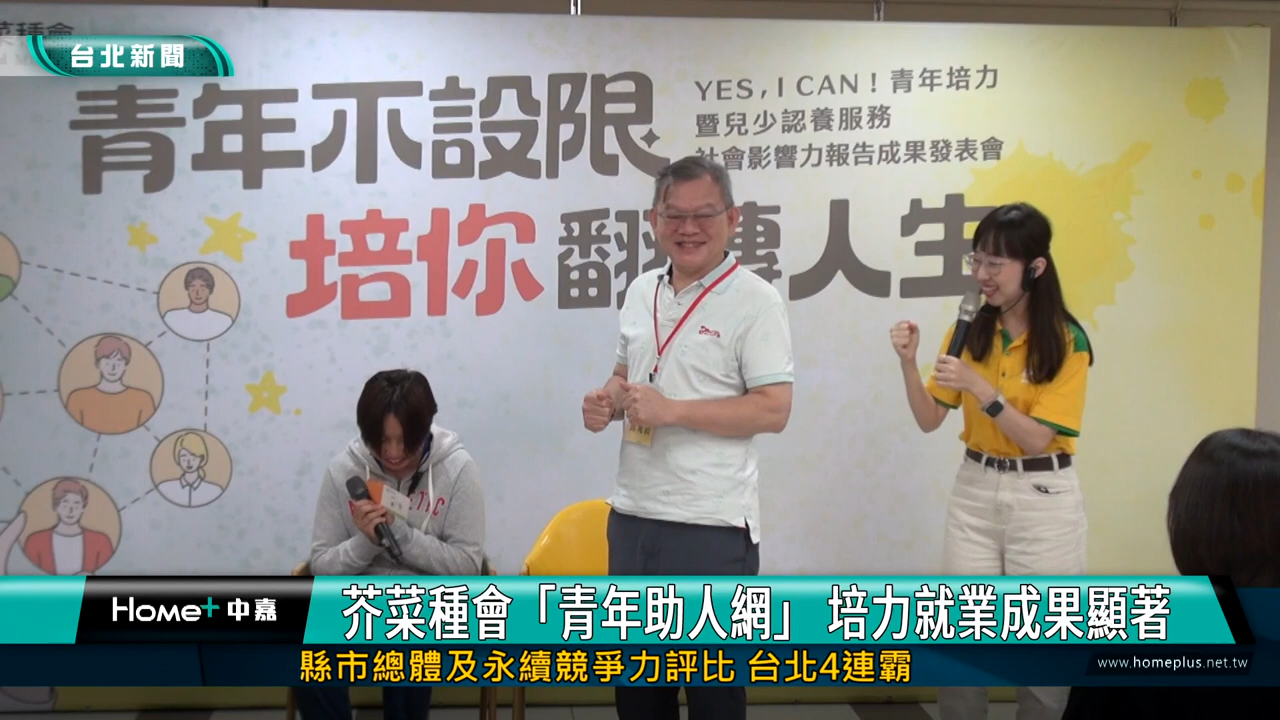 台北新聞
青年不設限
YES, I CAN！青年培力
暨兒少認養服務
社會影響力報告成果發表會
培你翻轉人生
Home+中嘉
芥菜種會「青年助人網」 培力就業成果顯著
縣市總體及永續競爭力評比 台北4連霸
www.homeplus.net.tw